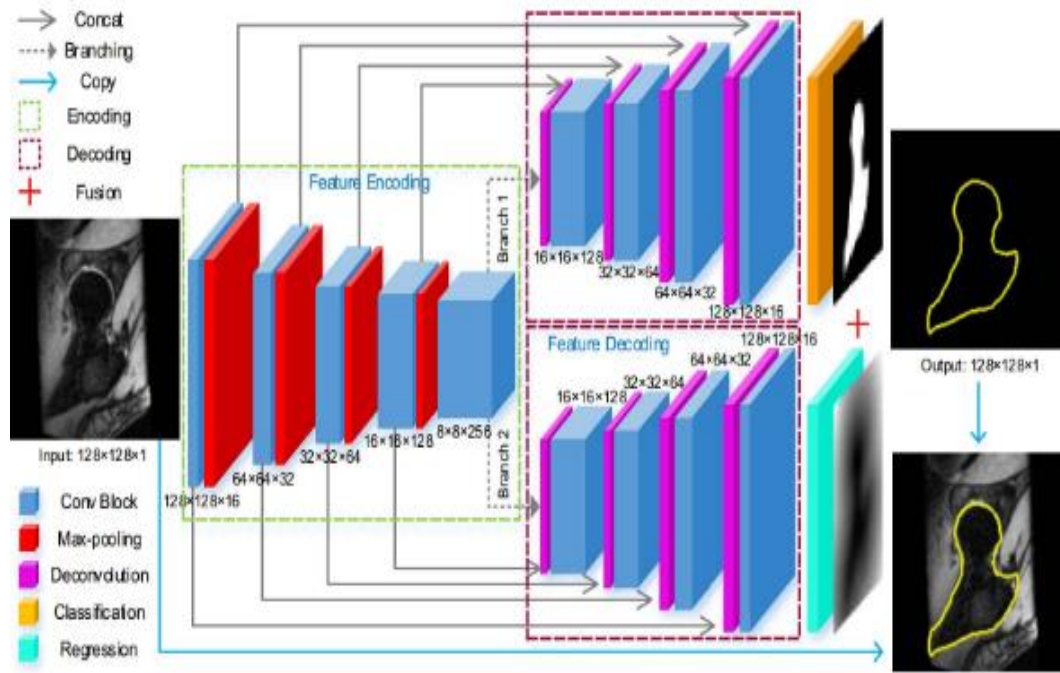 Concat
Branching
Copy
Encoding
Decoding
Fusion
Feature Encoding
Branch 1
Branch 2
Input: 128×128×1
128×128×16
64×64×32
32×32×64
16×16×128
8×8×256
16×16×128
32×32×64
64×64×32
128×128×16
Feature Decoding
16×16×128
32×32×64
64×64×32
128×128×16
Output: 128×128×1
Conv Block
Max-pooling
Deconvolution
Classification
Regression